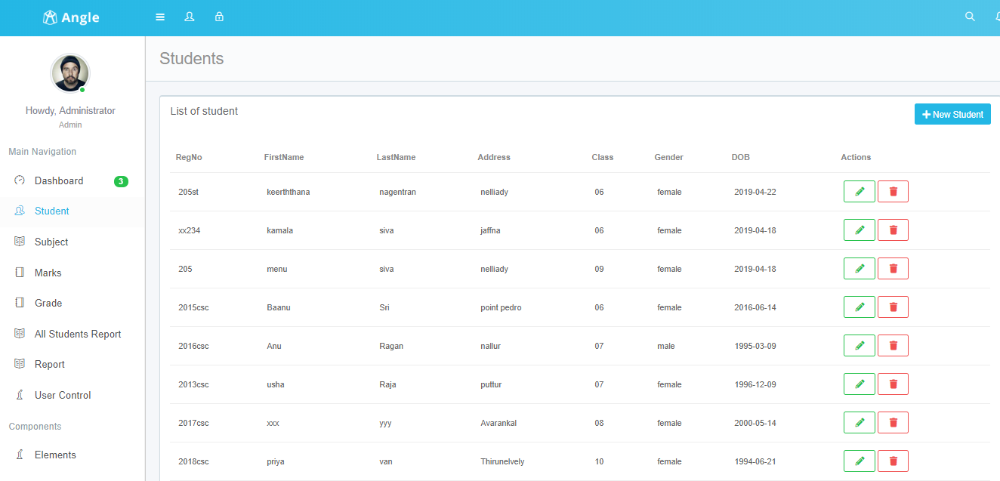 Angle
Students
Howdy, Administrator
Admin
Main Navigation
Dashboard 3
Student
Subject
Marks
Grade
All Students Report
Report
User Control
Components
Elements
List of student
New Student
RegNo FirstName LastName Address Class Gender DOB Actions
205st keerththana nagentran nelliady 06 female 2019-04-22
xx234 kamala siva jaffna 06 female 2019-04-18
205 menu siva nelliady 09 female 2019-04-18
2015csc Baanu Sri point pedro 06 female 2016-06-14
2016csc Anu Ragan nallur 07 male 1995-03-09
2013csc usha Raja puttur 07 female 1996-12-09
2017csc xxx yyy Avarankal 08 female 2000-05-14
2018csc priya van Thirunelvely 10 female 1994-06-21